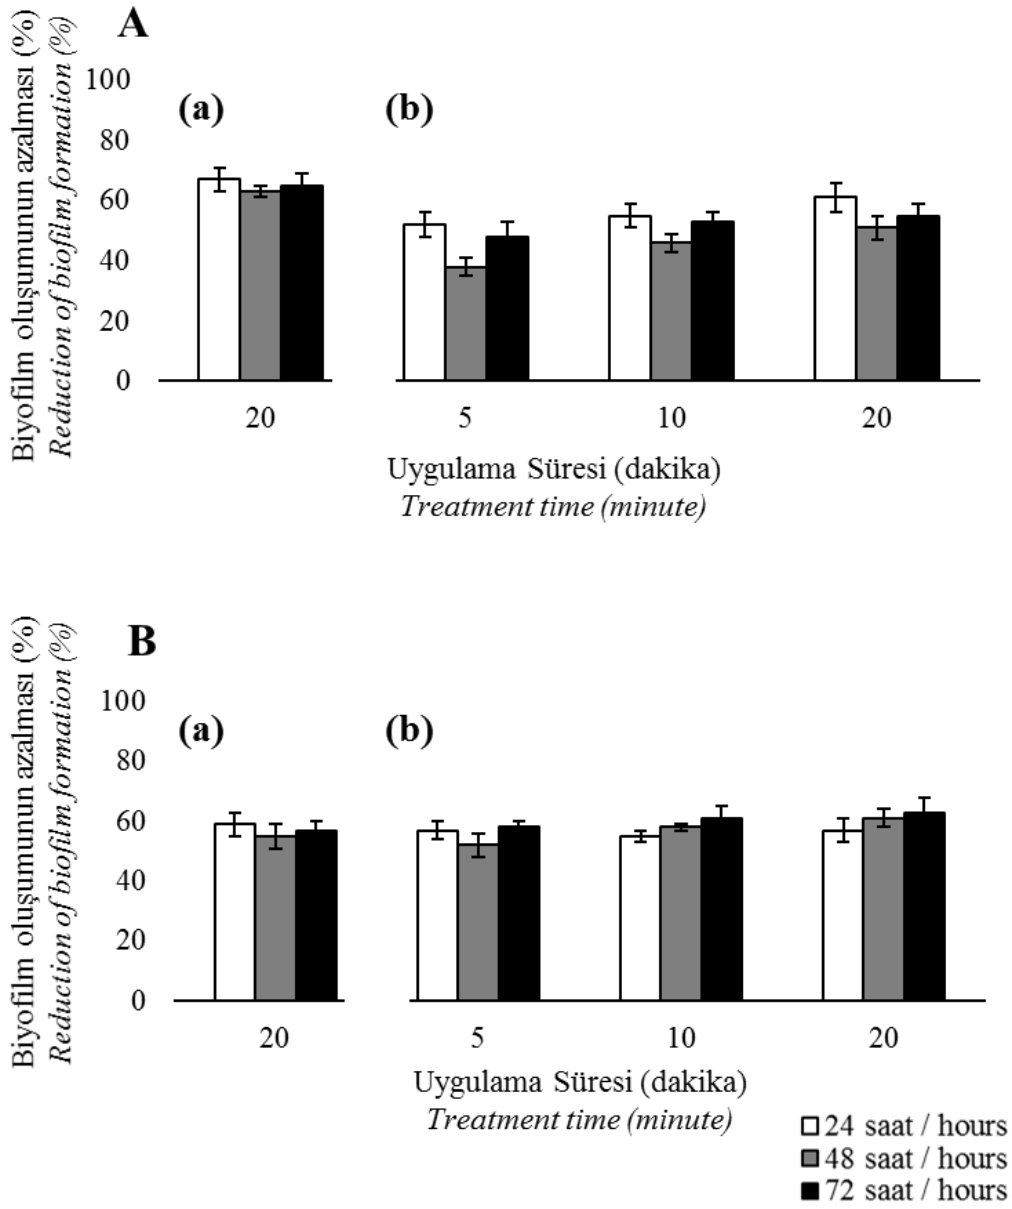 A
Biyofilm oluşumunun azalması (%)
Reduction of biofilm formation (%)
100
80
60
40
20
0
(a)
(b)
20
5
10
20
Uygulama Süresi (dakika)
Treatment time (minute)
B
Biyofilm oluşumunun azalması (%)
Reduction of biofilm formation (%)
100
80
60
40
20
0
(a)
(b)
20
5
10
20
Uygulama Süresi (dakika)
Treatment time (minute)
24 saat / hours
48 saat / hours
72 saat / hours